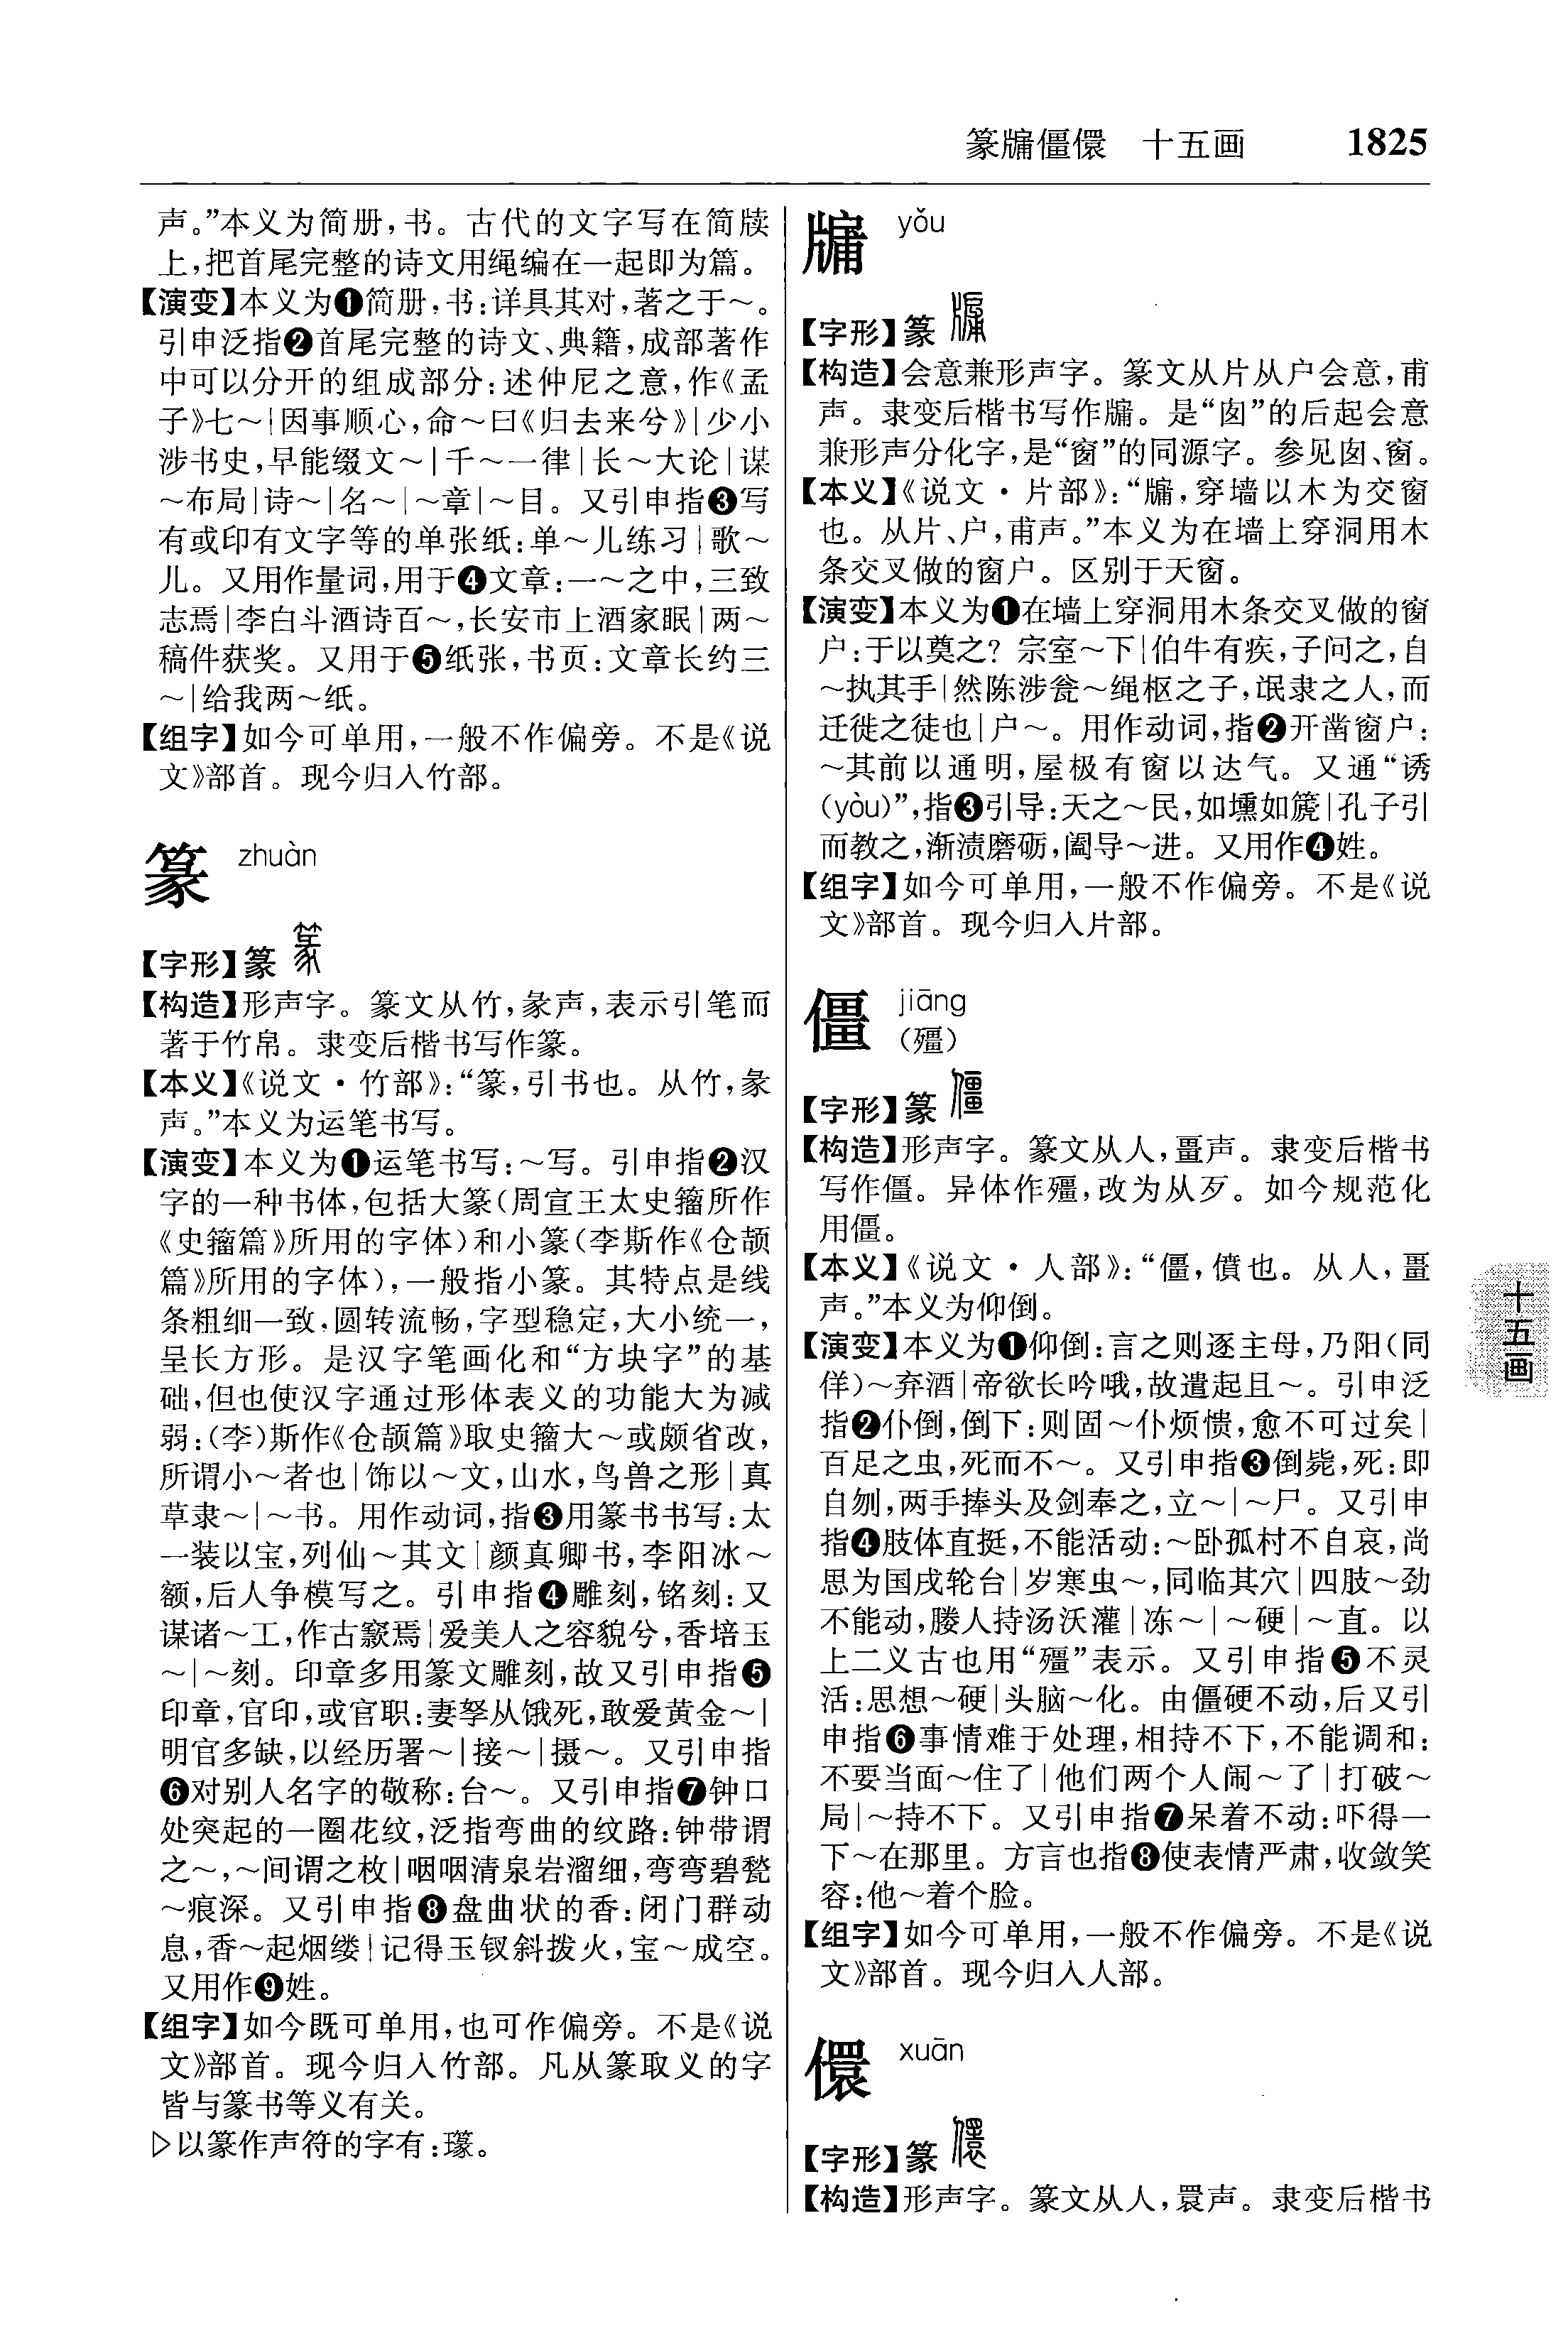 篆牖僵儇　十五画　1825
声。”本义为简册,书。古代的文字写在简牍
上,把首尾完整的诗文用绳编在一起即为篇。
【演变】本义为❶简册,书:详具其对,著之于～。
引申泛指❷首尾完整的诗文、典籍,成部著作
中可以分开的组成部分:述仲尼之意,作《孟
子》七～|因事顺心,命～曰《归去来兮》|少小
涉书史,早能缀文～|千～一律|长～大论|谋
～布局|诗～|名～|～章|～目。又引申指❸写
有或印有文字等的单张纸:单～儿练习|歌～
儿。又用作量词,用于❹文章:一～之中,三致
志焉|李白斗酒诗百～,长安市上酒家眠|两～
稿件获奖。又用于❺纸张,书页:文章长约三
～|给我两～纸。
【组字】如今可单用,一般不作偏旁。不是《说
文》部首。现今归入竹部。
篆 zhuàn
【字形】篆
【构造】形声字。篆文从竹,彖声,表示引笔而
著于竹帛。隶变后楷书写作篆。
【本义】《说文·竹部》:“篆,引书也。从竹,彖
声。”本义为运笔书写。
【演变】本义为❶运笔书写:～写。引申指❷汉
字的一种书体,包括大篆(周宣王太史籀所作
《史籀篇》所用的字体)和小篆(李斯作《仓颉
篇》所用的字体),一般指小篆。其特点是线
条粗细一致,圆转流畅,字型稳定,大小统一,
呈长方形。是汉字笔画化和“方块字”的基
础,但也使汉字通过形体表义的功能大为减
弱:(李)斯作《仓颉篇》取史籀大～或颇省改,
所谓小～者也|饰以～文,山水,鸟兽之形|真
草隶～|～书。用作动词,指❸用篆书书写:太
一装以宝,列仙～其文|颜真卿书,李阳冰～
额,后人争模写之。引申指❹雕刻,铭刻:又
谋诸～工,作古窽焉|爱美人之容貌兮,香培玉
～|～刻。印章多用篆文雕刻,故又引申指❺
印章,官印,或官职:妻孥从饿死,敢爱黄金～|
明官多缺,以经历署～|接～|摄～。又引申指
❻对别人名字的敬称:台～。又引申指❼钟口
处突起的一圈花纹,泛指弯曲的纹路:钟带谓
之～,～间谓之枚|咽咽清泉岩溜细,弯弯碧甃
～痕深。又引申指❽盘曲状的香:闭门群动
息,香～起烟缕|记得玉钗斜拨火,宝～成空。
又用作❾姓。
【组字】如今既可单用,也可作偏旁。不是《说
文》部首。现今归入竹部。凡从篆取义的字
皆与篆书等义有关。
▷以篆作声符的字有:瑑。
牖 yǒu
【字形】篆
【构造】会意兼形声字。篆文从片从户会意,甫
声。隶变后楷书写作牖。是“囱”的后起会意
兼形声分化字,是“窗”的同源字。参见囱、窗。
【本义】《说文·片部》:“牖,穿墙以木为交窗
也。从片、户,甫声。”本义为在墙上穿洞用木
条交叉做的窗户。区别于天窗。
【演变】本义为❶在墙上穿洞用木条交叉做的窗
户:于以奠之?宗室～下|伯牛有疾,子问之,自
～执其手|然陈涉瓮～绳枢之子,氓隶之人,而
迁徙之徒也|户～。用作动词,指❷开凿窗户:
～其前以通明,屋极有窗以达气。又通“诱
(yòu)”,指❸引导:天之～民,如壎如篪|孔子引
而教之,渐渍磨砺,阖导～进。又用作❹姓。
【组字】如今可单用,一般不作偏旁。不是《说
文》部首。现今归入片部。
僵 jiāng
(殭)
【字形】篆
【构造】形声字。篆文从人,畺声。隶变后楷书
写作僵。异体作殭,改为从歹。如今规范化
用僵。
【本义】《说文·人部》:“僵,偾也。从人,畺
声。”本义为仰倒。
【演变】本义为❶仰倒:言之则逐主母,乃阳(同
佯)～弃酒|帝欲长吟哦,故遣起且～。引申泛
指❷仆倒,倒下:则固～仆烦愦,愈不可过矣|
百足之虫,死而不～。又引申指❸倒毙,死:即
自刎,两手捧头及剑奉之,立～|～尸。又引申
指❹肢体直挺,不能活动:～卧孤村不自哀,尚
思为国戍轮台|岁寒虫～,同临其穴|四肢～劲
不能动,媵人持汤沃灌|冻～|～硬|～直。以
上二义古也用“殭”表示。又引申指❺不灵
活:思想～硬|头脑～化。由僵硬不动,后又引
申指❻事情难于处理,相持不下,不能调和:
不要当面～住了|他们两个人闹～了|打破～
局|～持不下。又引申指❼呆着不动:吓得一
下～在那里。方言也指❽使表情严肃,收敛笑
容:他～着个脸。
【组字】如今可单用,一般不作偏旁。不是《说
文》部首。现今归入人部。
儇 xuān
【字形】篆
【构造】形声字。篆文从人,睘声。隶变后楷书
十五画